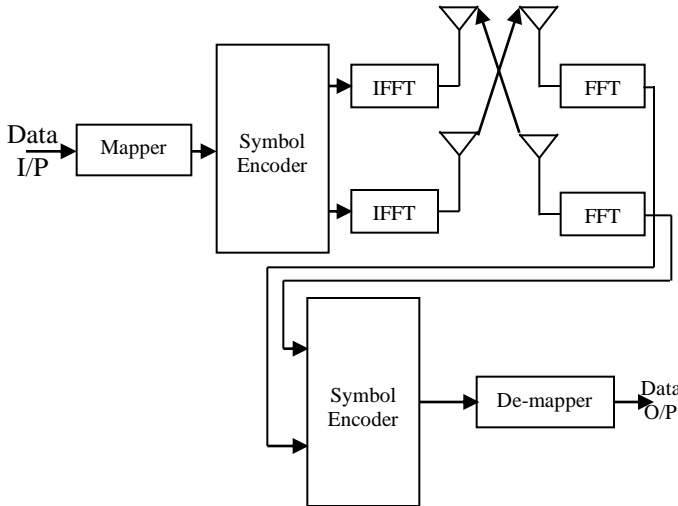 Data
I/P
Mapper
Symbol
Encoder
IFFT
IFFT
FFT
FFT
Symbol
Encoder
De-mapper
Data
O/P